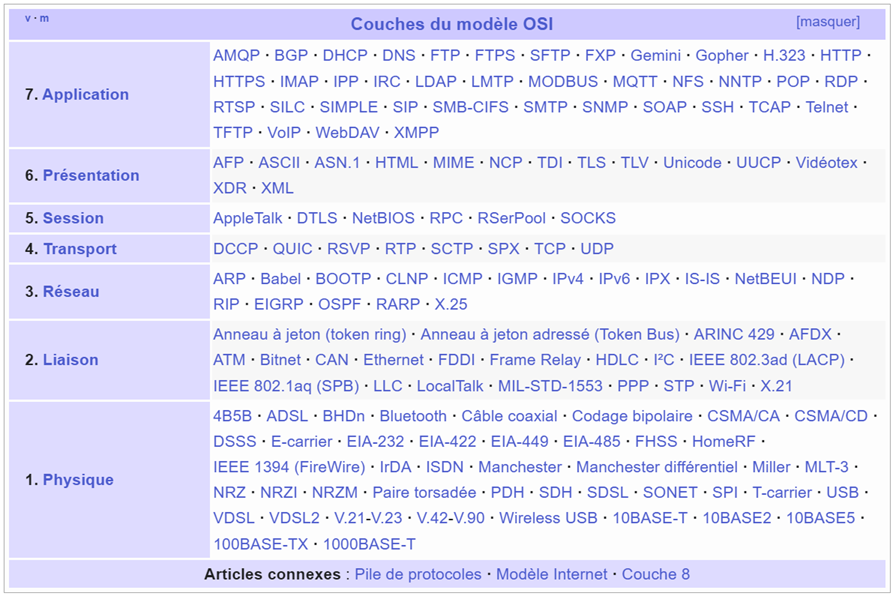 v · m
Couches du modèle OSI
[masquer]
7. Application
AMQP · BGP · DHCP · DNS · FTP · FTPS · SFTP · FXP · Gemini · Gopher · H.323 · HTTP ·
HTTPS · IMAP · IPP · IRC · LDAP · LMTP · MODBUS · MQTT · NFS · NNTP · POP · RDP ·
RTSP · SILC · SIMPLE · SIP · SMB-CIFS · SMTP · SNMP · SOAP · SSH · TCAP · Telnet ·
TFTP · VoIP · WebDAV · XMPP
6. Présentation
AFP · ASCII · ASN.1 · HTML · MIME · NCP · TDI · TLS · TLV · Unicode · UUCP · Vidéotex ·
XDR · XML
5. Session
AppleTalk · DTLS · NetBIOS · RPC · RSerPool · SOCKS
4. Transport
DCCP · QUIC · RSVP · RTP · SCTP · SPX · TCP · UDP
3. Réseau
ARP · Babel · BOOTP · CLNP · ICMP · IGMP · IPv4 · IPv6 · IPX · IS-IS · NetBEUI · NDP ·
RIP · EIGRP · OSPF · RARP · X.25
2. Liaison
Anneau à jeton (token ring) · Anneau à jeton adressé (Token Bus) · ARINC 429 · AFDX ·
ATM · Bitnet · CAN · Ethernet · FDDI · Frame Relay · HDLC · I²C · IEEE 802.3ad (LACP) ·
IEEE 802.1aq (SPB) · LLC · LocalTalk · MIL-STD-1553 · PPP · STP · Wi-Fi · X.21
1. Physique
4B5B · ADSL · BHDn · Bluetooth · Câble coaxial · Codage bipolaire · CSMA/CA · CSMA/CD ·
DSSS · E-carrier · EIA-232 · EIA-422 · EIA-449 · EIA-485 · FHSS · HomeRF ·
IEEE 1394 (FireWire) · IrDA · ISDN · Manchester · Manchester différentiel · Miller · MLT-3 ·
NRZ · NRZI · NRZM · Paire torsadée · PDH · SDH · SDSL · SONET · SPI · T-carrier · USB ·
VDSL · VDSL2 · V.21-V.23 · V.42-V.90 · Wireless USB · 10BASE-T · 10BASE2 · 10BASE5 ·
100BASE-TX · 1000BASE-T
Articles connexes : Pile de protocoles · Modèle Internet · Couche 8